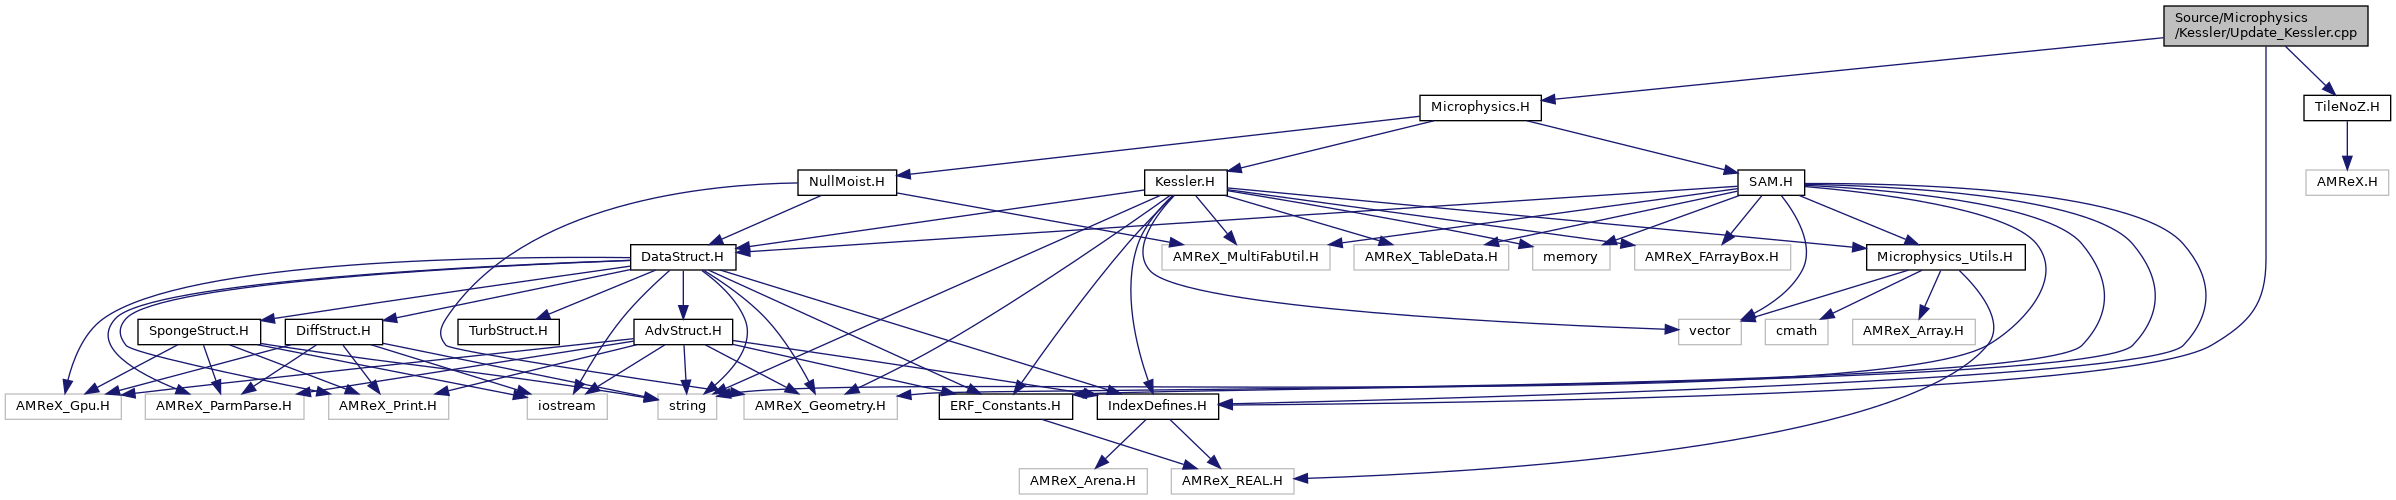 Source/Microphysics
/Kessler/Update_Kessler.cpp
Microphysics.H
TileNoZ.H
NullMoist.H
Kessler.H
SAM.H
AMReX.H
DataStruct.H
AMReX_MultiFabUtil.H
AMReX_TableData.H
memory
AMReX_FArrayBox.H
Microphysics_Utils.H
SpongeStruct.H
DiffStruct.H
TurbStruct.H
AdvStruct.H
vector
cmath
AMReX_Array.H
AMReX_Gpu.H
AMReX_ParmParse.H
AMReX_Print.H
iostream
string
AMReX_Geometry.H
ERF_Constants.H
IndexDefines.H
AMReX_Arena.H
AMReX_REAL.H